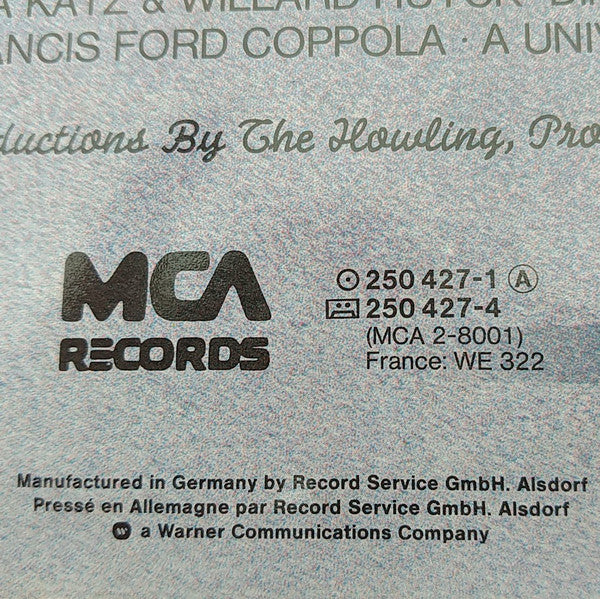 KATZ & WILLARD
FRANCIS FORD COPPOLA · A
By The Howling,
MCA
RECORDS
250 427-1 A
250 427-4
(MCA 2-8001)
France: WE 322
Manufactured in Germany by Record Service GmbH. Alsdorf
Pressé en Allemagne par Record Service GmbH. Alsdorf
a Warner Communications Company